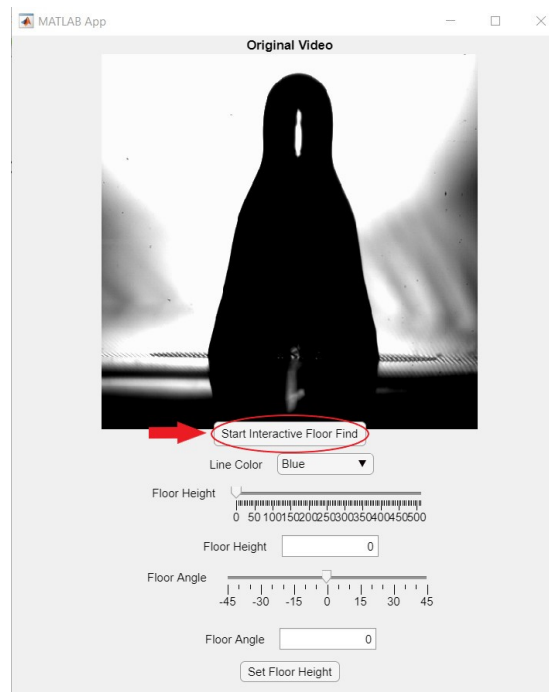 MATLAB App
Original Video
Start Interactive Floor Find
Line Color Blue
Floor Height
0 50 100 150 200 250 300 350 400 450 500
Floor Height 0
Floor Angle
-45 -30 -15 0 15 30 45
Floor Angle 0
Set Floor Height